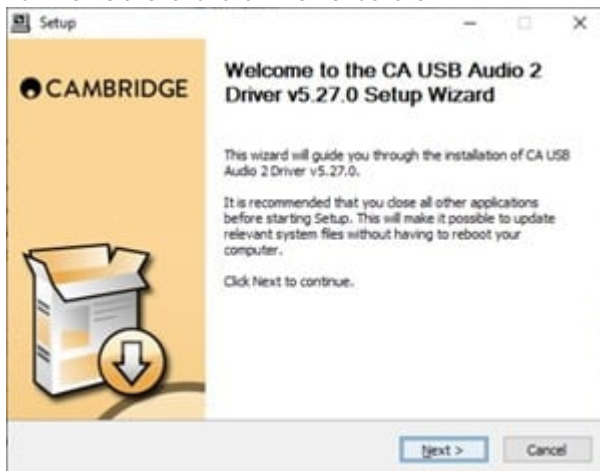 Setup
CAMBRIDGE
Welcome to the CA USB Audio 2
Driver v5.27.0 Setup Wizard
This wizard will guide you through the installation of CA USB
Audio 2 Driver v5.27.0.
It is recommended that you close all other applications
before starting Setup. This will make it possible to update
relevant system files without having to reboot your
computer.
Click Next to continue.
Next >
Cancel